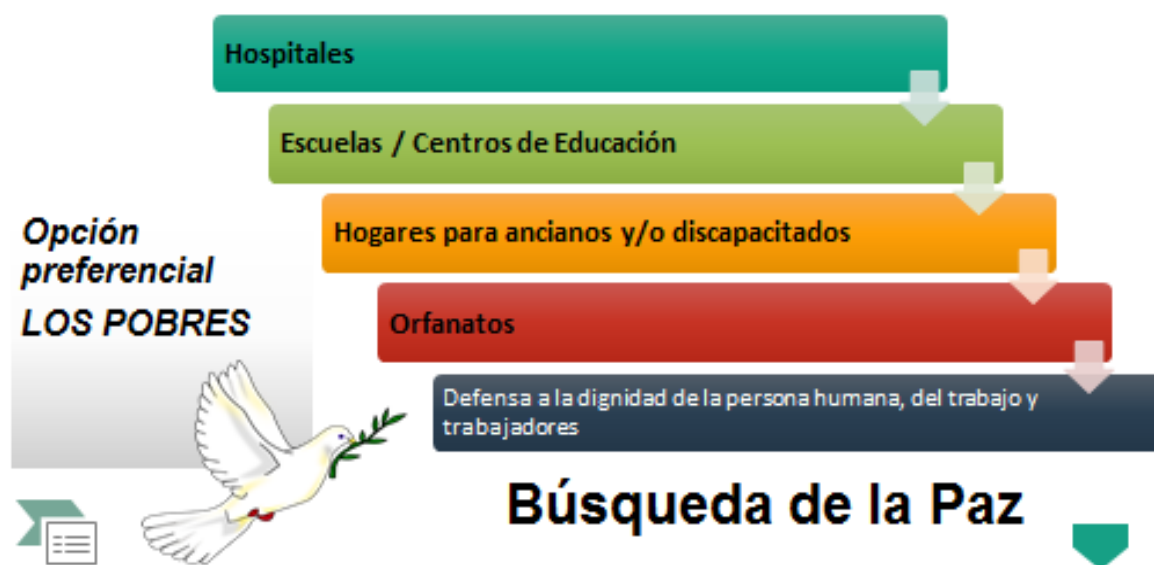 Hospitales
Escuelas / Centros de Educación
Hogares para ancianos y/o discapacitados
Orfanatos
Defensa a la dignidad de la persona humana, del trabajo y
trabajadores
Opción
preferencial
LOS POBRES
Búsqueda de la Paz